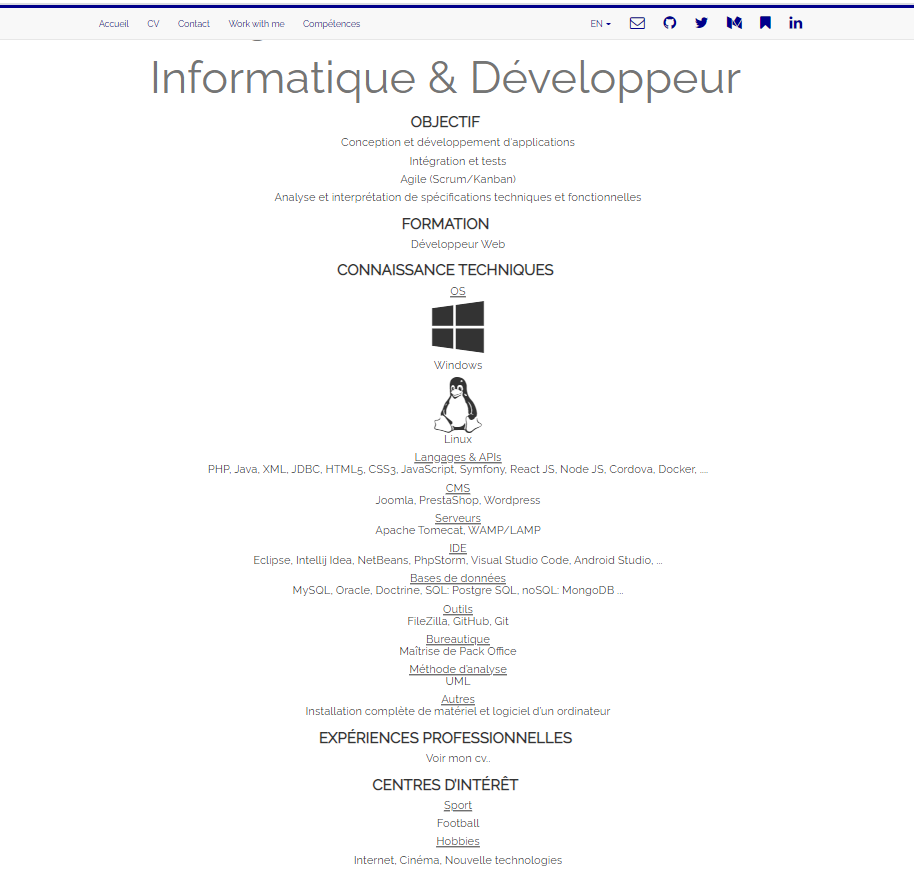 Accueil CV Contact Work with me Compétences EN
Informatique & Développeur
OBJECTIF
Conception et développement d'applications
Intégration et tests
Agile (Scrum/Kanban)
Analyse et interprétation de spécifications techniques et fonctionnelles
FORMATION
Développeur Web
CONNAISSANCE TECHNIQUES
OS
Windows
Linux
Langages & APIs
PHP, Java, XML, JDBC, HTML5, CSS3, JavaScript, Symfony, React JS, Node JS, Cordova, Docker, ....
CMS
Joomla, PrestaShop, Wordpress
Serveurs
Apache Tomecat, WAMP/LAMP
IDE
Eclipse, Intellij Idea, NetBeans, PhpStorm, Visual Studio Code, Android Studio, ...
Bases de données
MySQL, Oracle, Doctrine, SQL: Postgre SQL, noSQL: MongoDB ...
Outils
FileZilla, GitHub, Git
Bureautique
Maîtrise de Pack Office
Méthode d'analyse
UML
Autres
Installation complète de matériel et logiciel d'un ordinateur
EXPÉRIENCES PROFESSIONNELLES
Voir mon cv..
CENTRES D'INTÉRÊT
Sport
Football
Hobbies
Internet, Cinéma, Nouvelle technologies